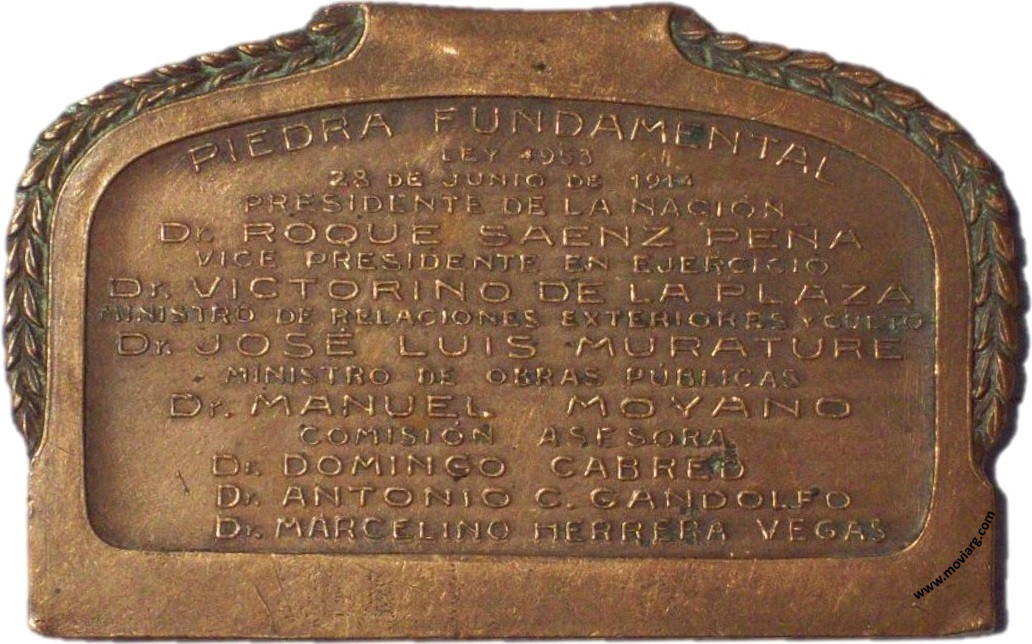 PIEDRA FUNDAMENTAL
LEY 4953
28 DE JUNIO DE 1914
PRESIDENTE DE LA NACIÓN
Dr. ROQUE SAENZ PEÑA
VICE PRESIDENTE EN EJERCICIO
Dr. VICTORINO DE LA PLAZA
MINISTRO DE RELACIONES EXTERIORES Y CULTO
Dr. JOSÉ LUIS MURATURE
MINISTRO DE OBRAS PÚBLICAS
Dr. MANUEL MOYANO
COMISIÓN ASESORA
Dr. DOMINGO CABRED
Dr. ANTONIO C. GANDOLFO
Dr. MARCELINO HERRERA VEGAS
www.moviarg.com